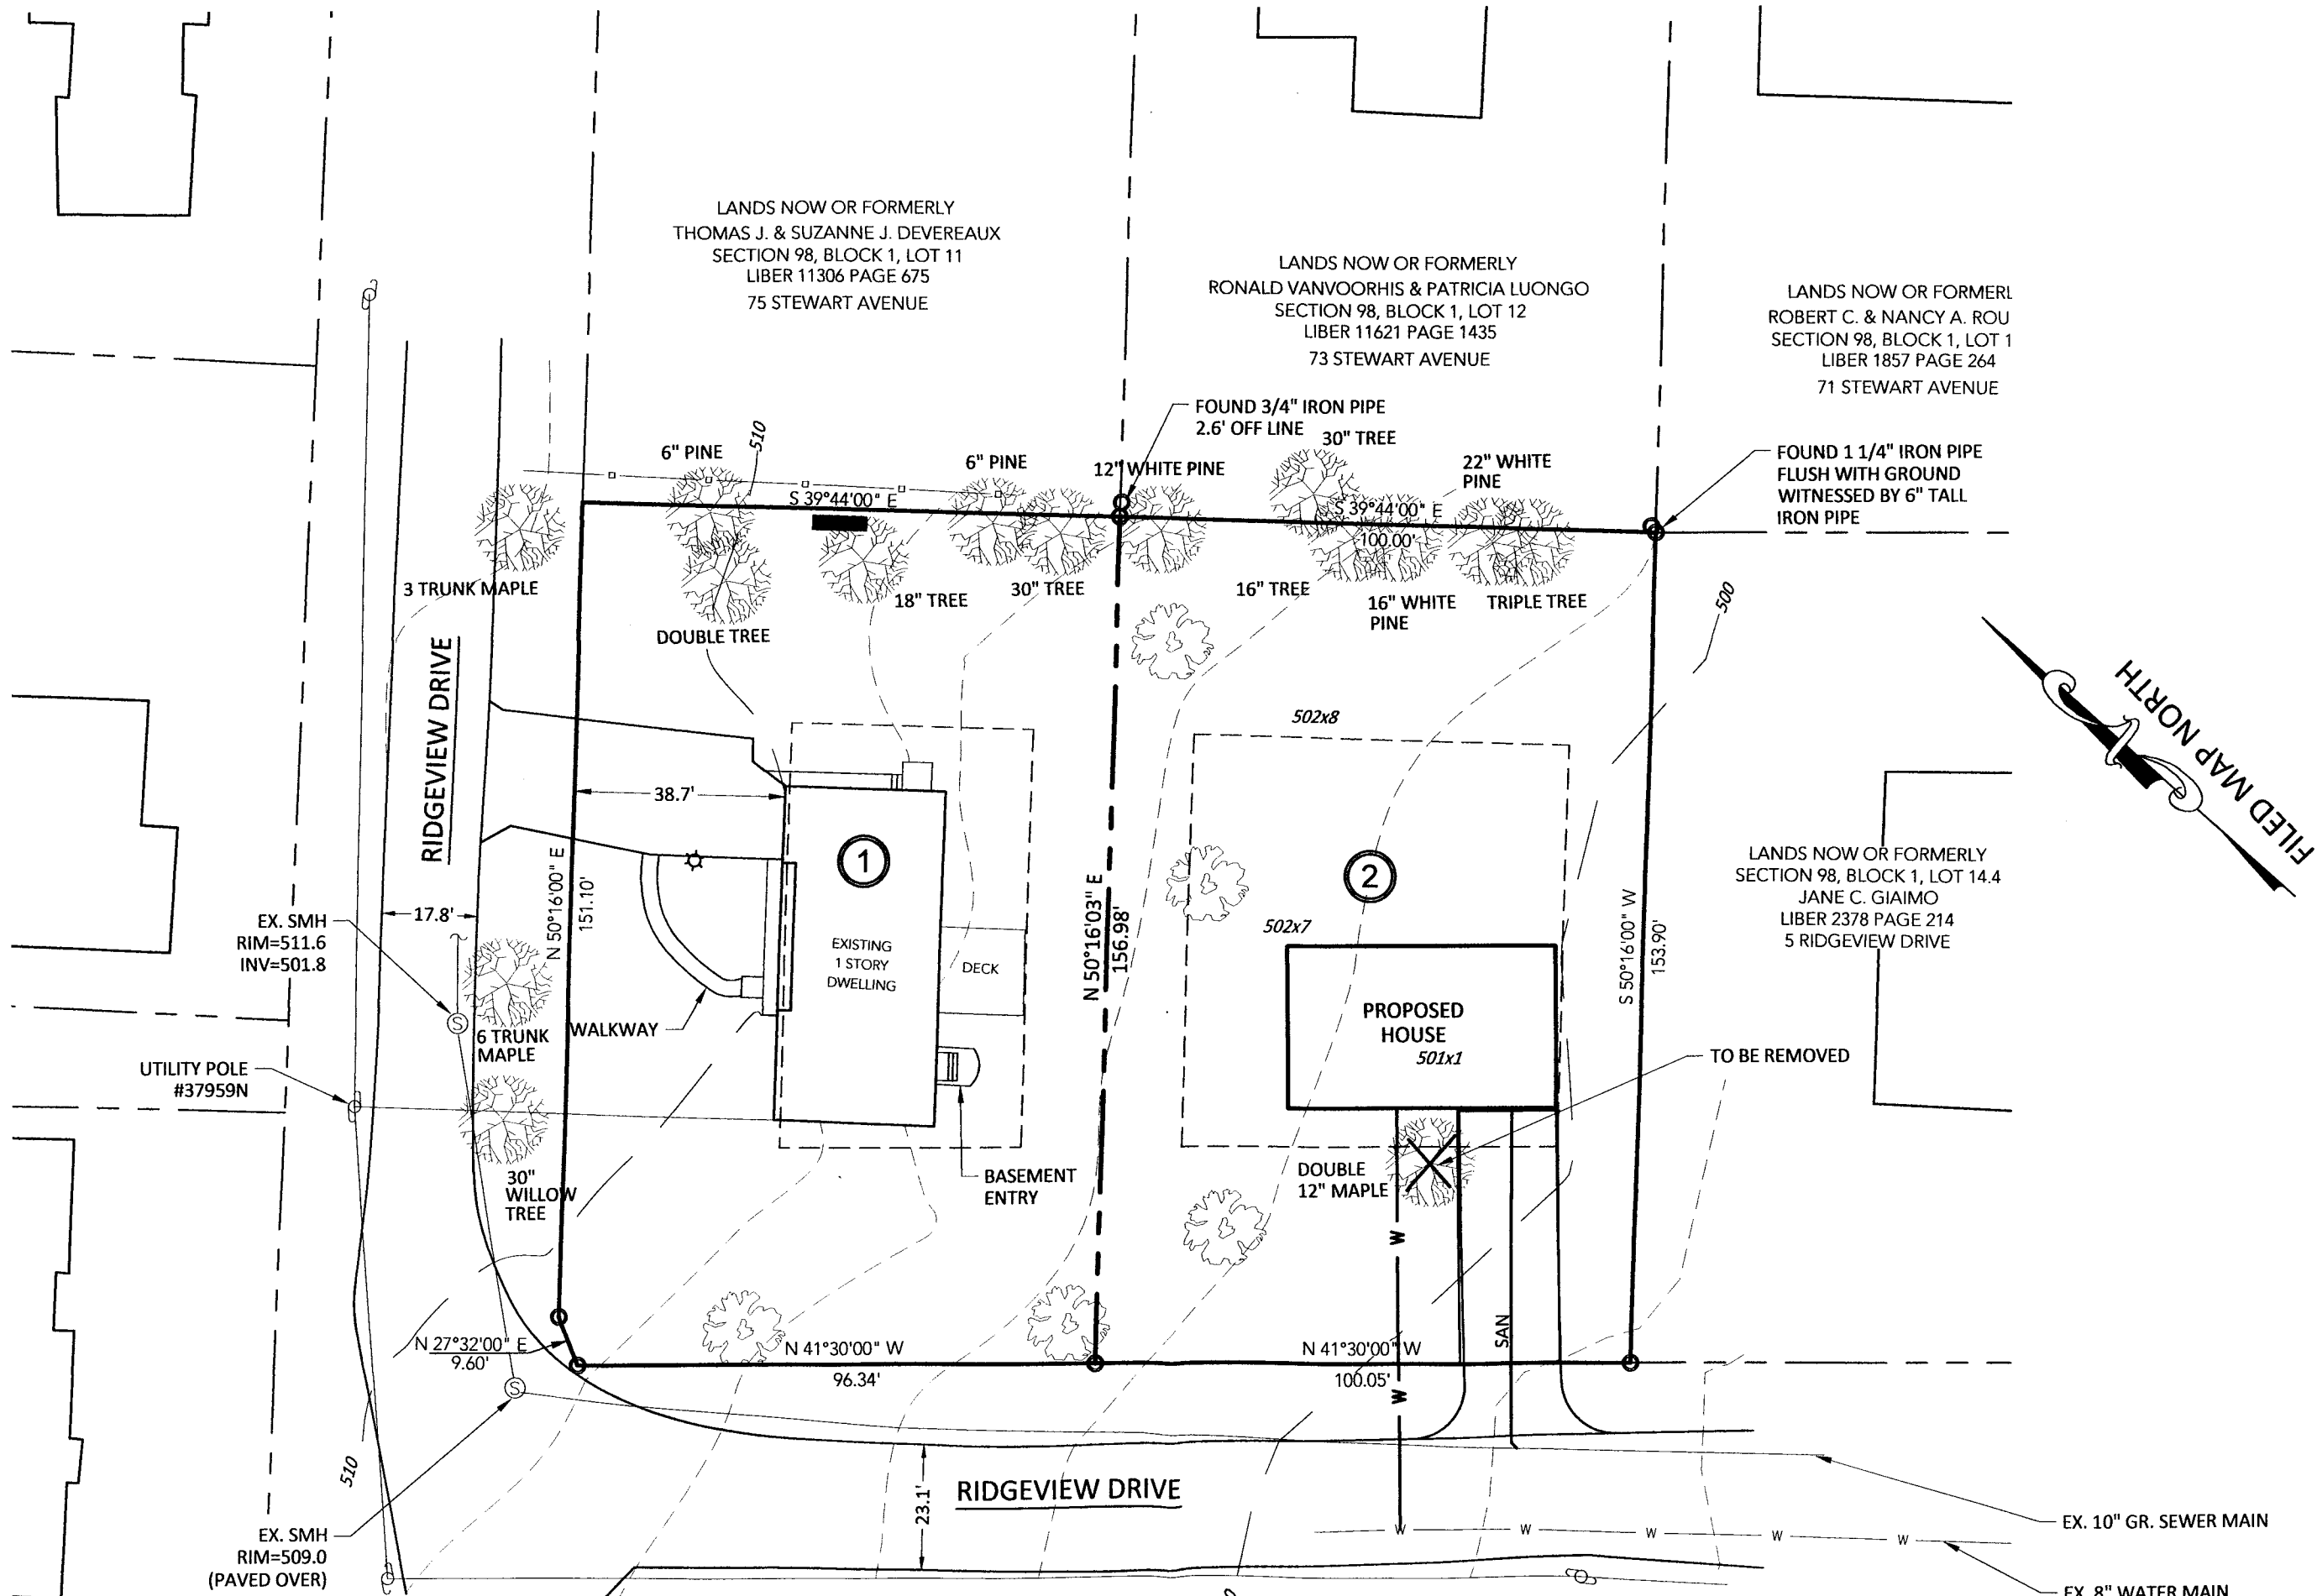 LANDS NOW OR FORMERLY
THOMAS J. & SUZANNE J. DEVEREAUX
SECTION 98, BLOCK 1, LOT 11
LIBER 11306 PAGE 675
75 STEWART AVENUE
LANDS NOW OR FORMERLY
RONALD VANVOORHIS & PATRICIA LUONGO
SECTION 98, BLOCK 1, LOT 12
LIBER 11621 PAGE 1435
73 STEWART AVENUE
LANDS NOW OR FORMERL
ROBERT C. & NANCY A. ROU
SECTION 98, BLOCK 1, LOT 1
LIBER 1857 PAGE 264
71 STEWART AVENUE
FOUND 3/4" IRON PIPE
2.6' OFF LINE
30" TREE
6" PINE
510
6" PINE
12" WHITE PINE
22" WHITE
PINE
FOUND 1 1/4" IRON PIPE
FLUSH WITH GROUND
WITNESSED BY 6" TALL
IRON PIPE
S 39°44'00" E
S 39°44'00" E
100.00'
3 TRUNK MAPLE
18" TREE
30" TREE
16" TREE
16" WHITE
PINE
TRIPLE TREE
500
DOUBLE TREE
RIDGEVIEW DRIVE
FILED MAP NORTH
502x8
38.7'
1
2
N 50°16'00" E
151.10'
17.8'
EX. SMH
RIM=511.6
INV=501.8
EXISTING
1 STORY
DWELLING
DECK
N 50°16'03" E
156.98'
502x7
S 50°16'00" W
153.90'
LANDS NOW OR FORMERLY
SECTION 98, BLOCK 1, LOT 14.4
JANE C. GIAIMO
LIBER 2378 PAGE 214
5 RIDGEVIEW DRIVE
S
6 TRUNK
MAPLE
WALKWAY
PROPOSED
HOUSE
501x1
TO BE REMOVED
UTILITY POLE
#37959N
30"
WILLOW
TREE
BASEMENT
ENTRY
DOUBLE
12" MAPLE
W
SAN
N 27°32'00" E
9.60'
N 41°30'00" W
96.34'
N 41°30'00" W
100.05'
W
S
510
23.1'
RIDGEVIEW DRIVE
EX. SMH
RIM=509.0
(PAVED OVER)
W W W W W
EX. 10" GR. SEWER MAIN
EX. 8" WATER MAIN